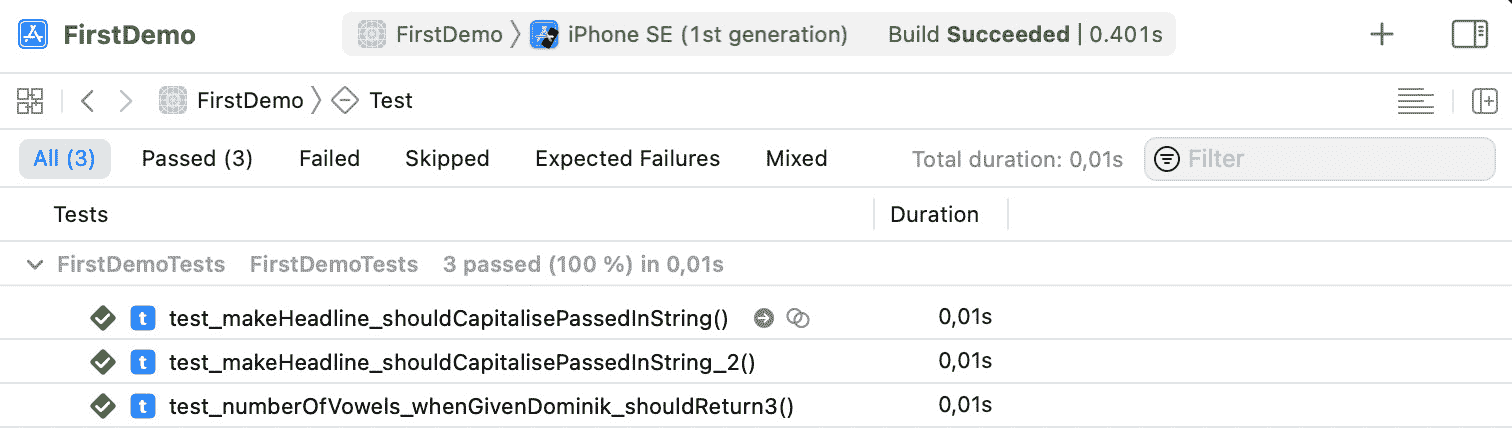 FirstDemo FirstDemo iPhone SE (1st generation) Build Succeeded | 0.401s
FirstDemo Test
All (3) Passed (3) Failed Skipped Expected Failures Mixed Total duration: 0,01s Filter
Tests Duration
FirstDemoTests FirstDemoTests 3 passed (100 %) in 0,01s
t test_makeHeadline_shouldCapitalisePassedInString() 0,01s
t test_makeHeadline_shouldCapitalisePassedInString_2() 0,01s
t test_numberOfVowels_whenGivenDominik_shouldReturn3() 0,01s